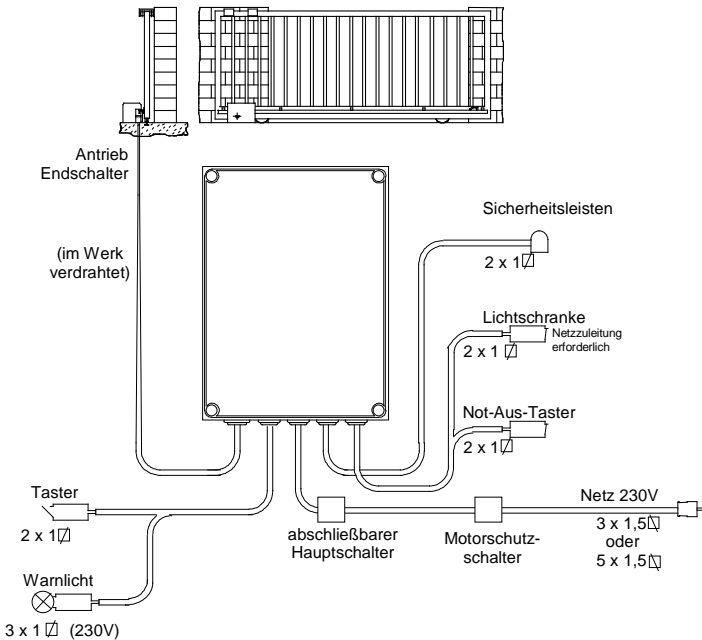 Antrieb
Endschalter
(im Werk
verdrahtet)
Sicherheitsleisten
2 x 1
Lichtschranke
Netzzuleitung
erforderlich
2 x 1
Not-Aus-Taster
2 x 1
Taster
2 x 1
Warnlicht
3 x 1 (230V)
abschließbarer
Hauptschalter
Motorschutz-
schalter
Netz 230V
3 x 1,5
oder
5 x 1,5